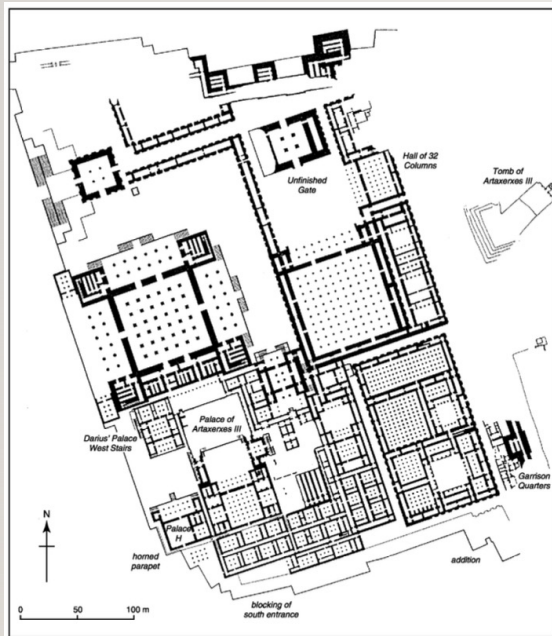 Unfinished
Gate
Hall of 32
Columns
Tomb of
Artaxerxes III
Palace of
Artaxerxes III
Darius' Palace
West Stairs
Garrison
Quarters
Palace
H
N
horned
parapet
addition
blocking of
south entrance
0 50 100 m